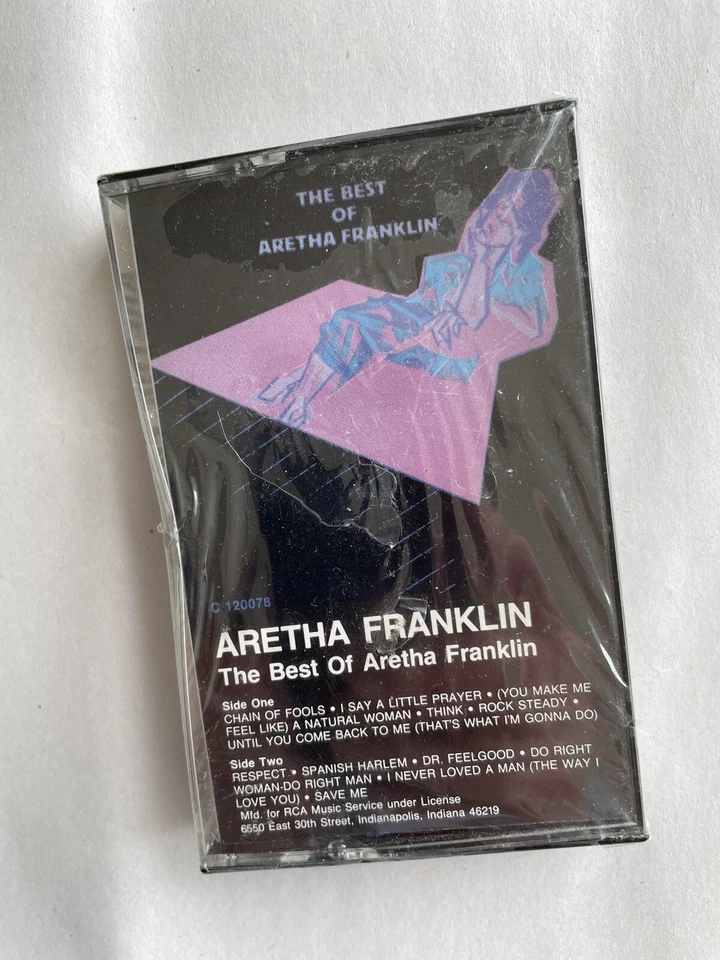 THE BEST
OF
ARETHA FRANKLIN
C 120078
ARETHA FRANKLIN
The Best Of Aretha Franklin
Side One
CHAIN OF FOOLS • I SAY A LITTLE PRAYER • (YOU MAKE ME
FEEL LIKE) A NATURAL WOMAN • THINK • ROCK STEADY •
UNTIL YOU COME BACK TO ME (THAT'S WHAT I'M GONNA DO)
Side Two
RESPECT • SPANISH HARLEM • DR. FEELGOOD • DO RIGHT
WOMAN-DO RIGHT MAN • I NEVER LOVED A MAN (THE WAY I
LOVE YOU) • SAVE ME
Mfd. for RCA Music Service under License
6550 East 30th Street, Indianapolis, Indiana 46219